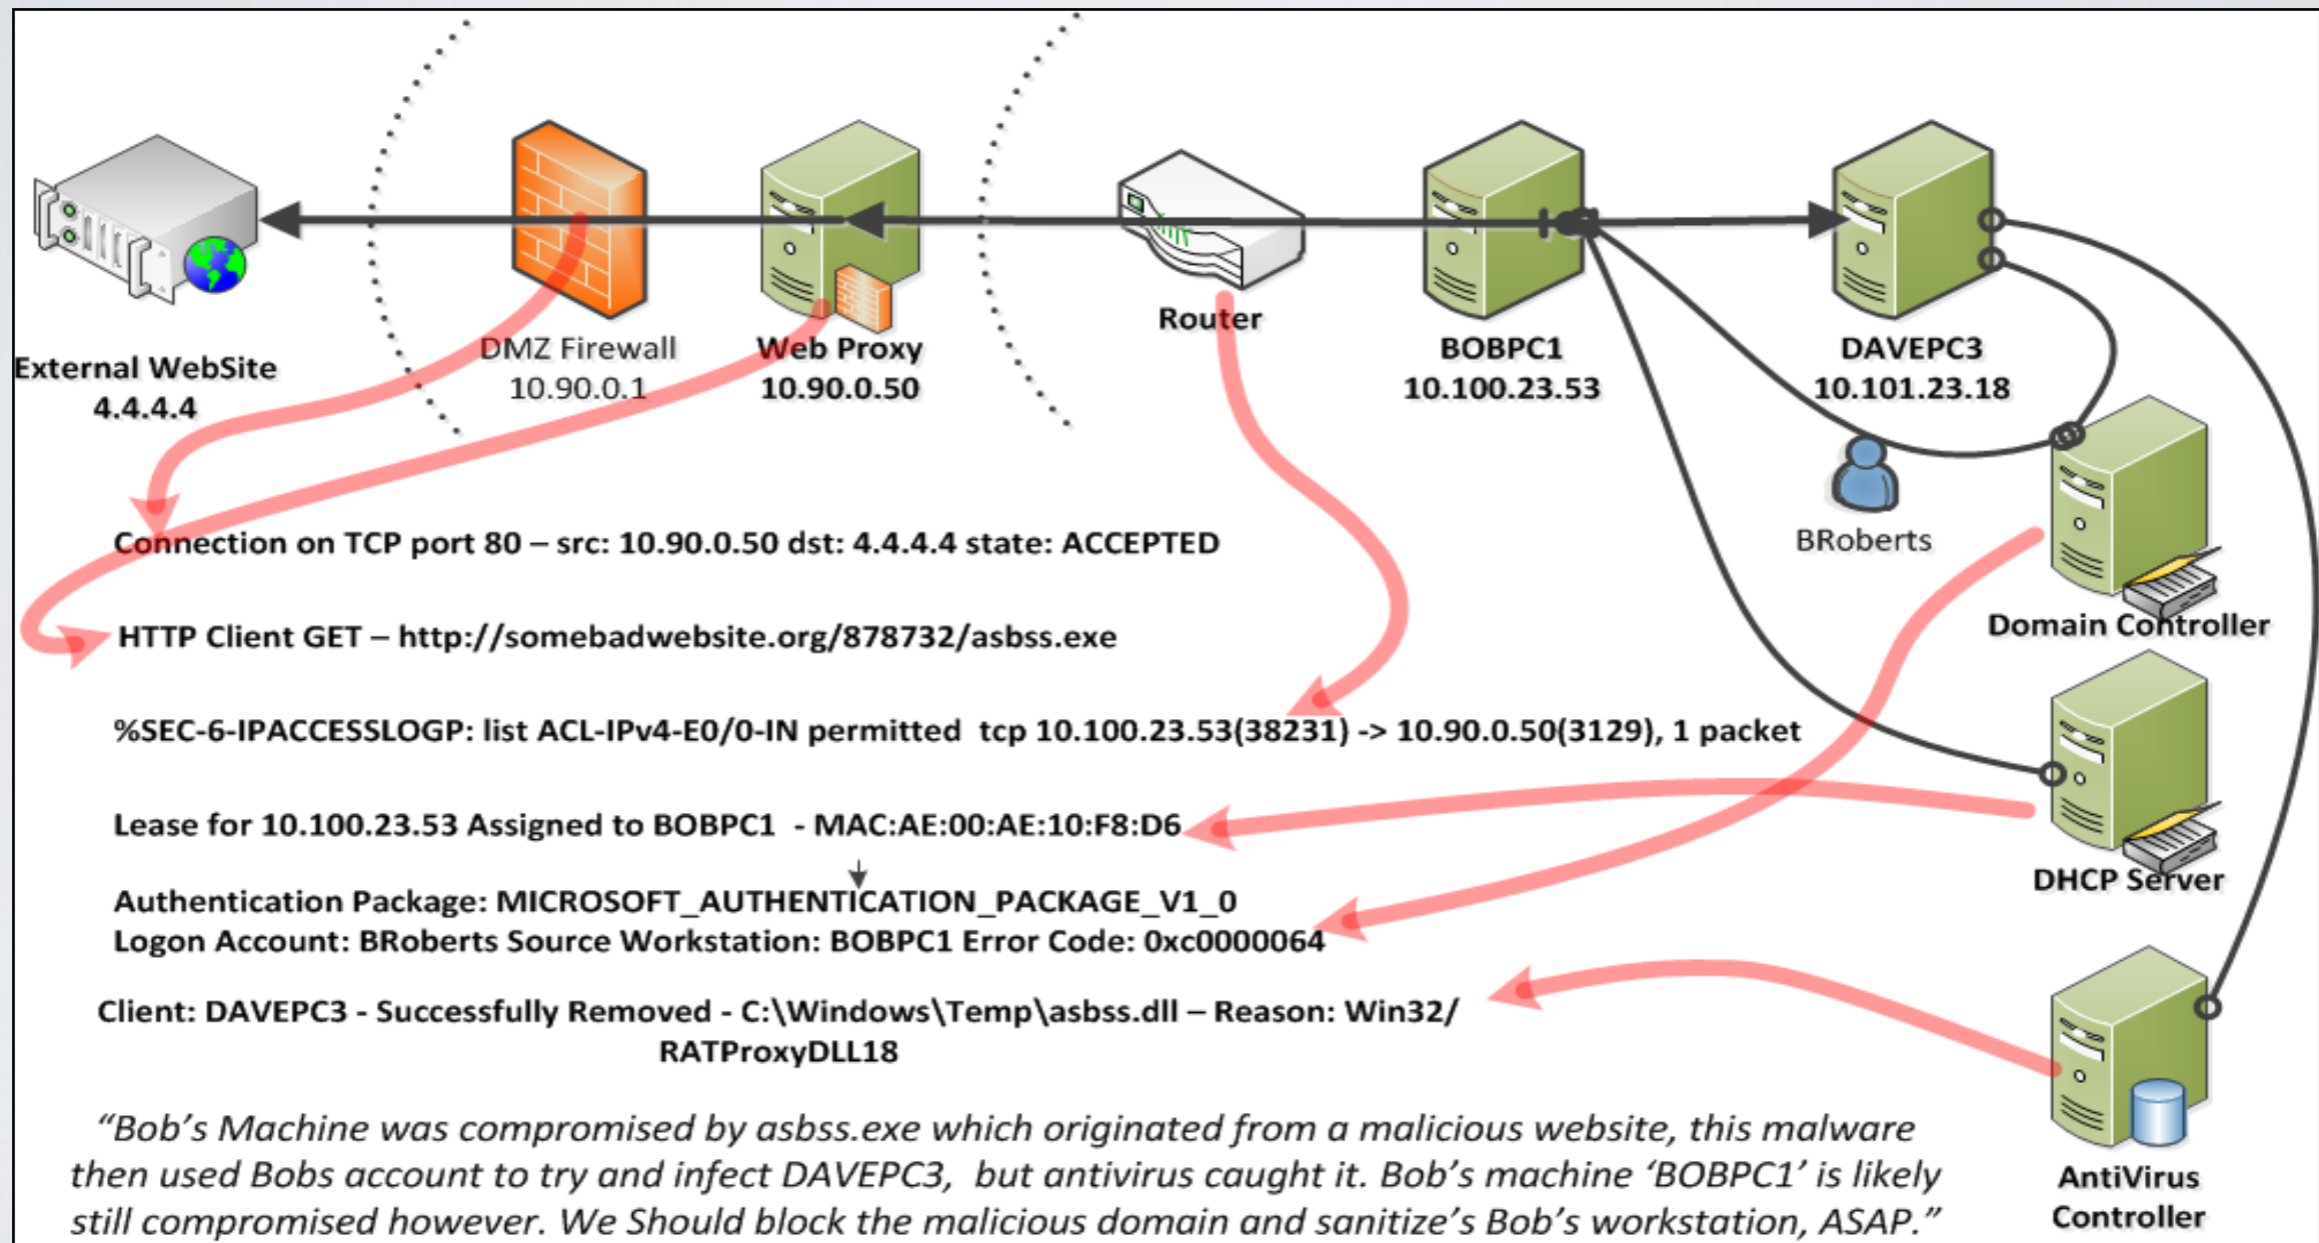 External WebSite
4.4.4.4
DMZ Firewall
10.90.0.1
Web Proxy
10.90.0.50
Router
BOBPC1
10.100.23.53
DAVEPC3
10.101.23.18
BRoberts
Domain Controller
DHCP Server
AntiVirus
Controller
Connection on TCP port 80 – src: 10.90.0.50 dst: 4.4.4.4 state: ACCEPTED
HTTP Client GET – http://somebadwebsite.org/878732/asbss.exe
%SEC-6-IPACCESSLOGP: list ACL-IPv4-E0/0-IN permitted tcp 10.100.23.53(38231) -> 10.90.0.50(3129), 1 packet
Lease for 10.100.23.53 Assigned to BOBPC1 - MAC:AE:00:AE:10:F8:D6
Authentication Package: MICROSOFT_AUTHENTICATION_PACKAGE_V1_0
Logon Account: BRoberts Source Workstation: BOBPC1 Error Code: 0xc0000064
Client: DAVEPC3 - Successfully Removed - C:\Windows\Temp\asbss.dll – Reason: Win32/
RATProxyDLL18
“Bob’s Machine was compromised by asbss.exe which originated from a malicious website, this malware
then used Bobs account to try and infect DAVEPC3, but antivirus caught it. Bob’s machine ‘BOBPC1’ is likely
still compromised however. We Should block the malicious domain and sanitize’s Bob’s workstation, ASAP.”